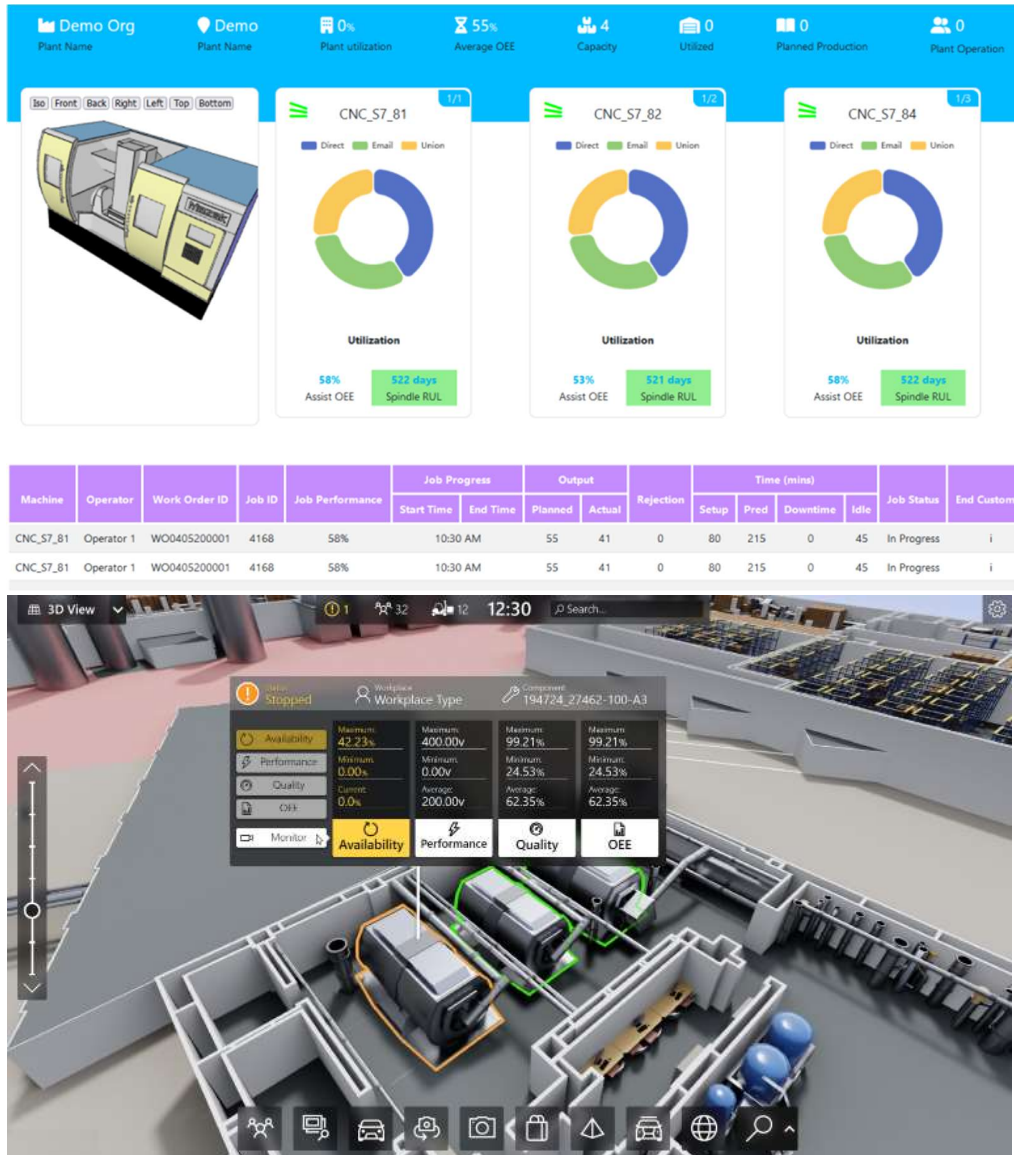 Demo Org
Plant Name
Demo
Plant Name
0%
Plant utilization
55%
Average OEE
4
Capacity
0
Utilized
0
Planned Production
0
Plant Operation
Iso Front Back Right Left Top Bottom
1/1
CNC_S7_81
Direct Email Union
Utilization
58%
Assist OEE
522 days
Spindle RUL
1/2
CNC_S7_82
Direct Email Union
Utilization
53%
Assist OEE
521 days
Spindle RUL
1/3
CNC_S7_84
Direct Email Union
Utilization
58%
Assist OEE
522 days
Spindle RUL
Job Progress Output Time (mins)
Machine Operator Work Order ID Job ID Job Performance Rejection Job Status End Custom
Start Time End Time Planned Actual Setup Pred Downtime Idle
CNC_S7_81 Operator 1 WO0405200001 4168 58% 10:30 AM 55 41 0 80 215 0 45 In Progress i
CNC_S7_81 Operator 1 WO0405200001 4168 58% 10:30 AM 55 41 0 80 215 0 45 In Progress i
3D View 1 32 12 12:30 Search...
Status
Stopped
Workplace
Workplace Type
Component
194724_27462-100-A3
Availability
Performance
Quality
OEE
Monitor
Maximum:
42.23%
Minimum:
0.00%
Current:
0.0%
Availability
Maximum:
400.00v
Minimum:
0.00v
Average:
200.00v
Performance
Maximum:
99.21%
Minimum:
24.53%
Average:
62.35%
Quality
Maximum:
99.21%
Minimum:
24.53%
Average:
62.35%
OEE